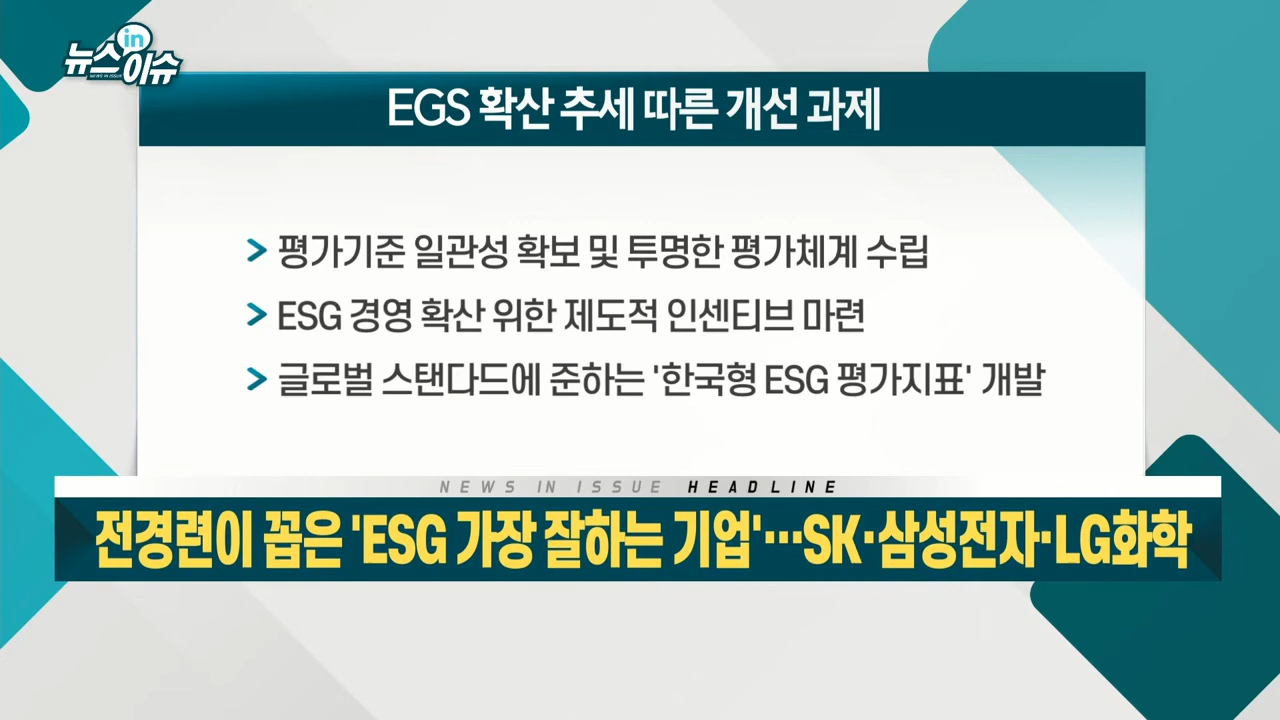 뉴스in이슈
NEWS IN ISSUE
EGS 확산 추세 따른 개선 과제
> 평가기준 일관성 확보 및 투명한 평가체계 수립
> ESG 경영 확산 위한 제도적 인센티브 마련
> 글로벌 스탠다드에 준하는 '한국형 ESG 평가지표' 개발
NEWS IN ISSUE HEADLINE
전경련이 꼽은 'ESG 가장 잘하는 기업'…SK·삼성전자·LG화학